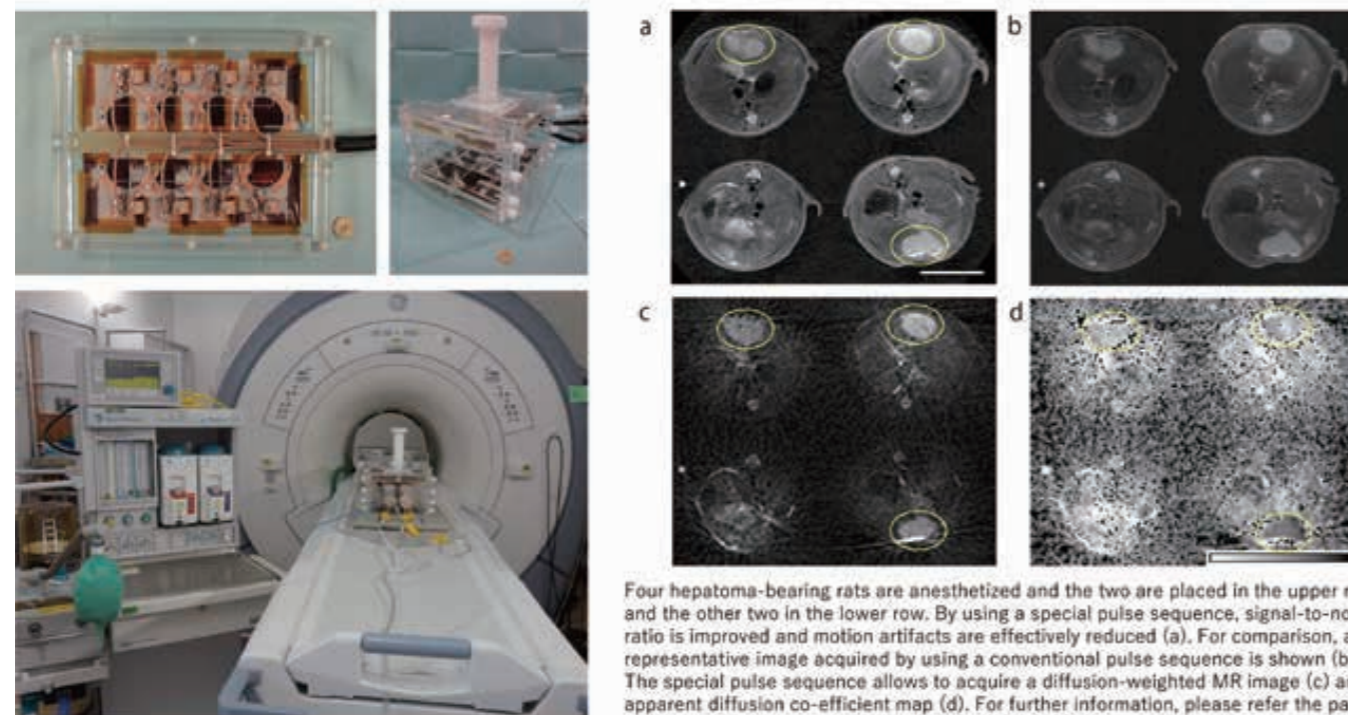 a
b
c
d
Four hepatoma-bearing rats are anesthetized and the two are placed in the upper
and the other two in the lower row. By using a special pulse sequence,
ratio is improved and motion artifacts are effectively reduced (a). For comparison,
representative image acquired by using a conventional pulse sequence is shown (b
The special pulse sequence allows to acquire a diffusion-weighted MR image (c)
apparent diffusion co-efficient map (d). For further information, please refer the